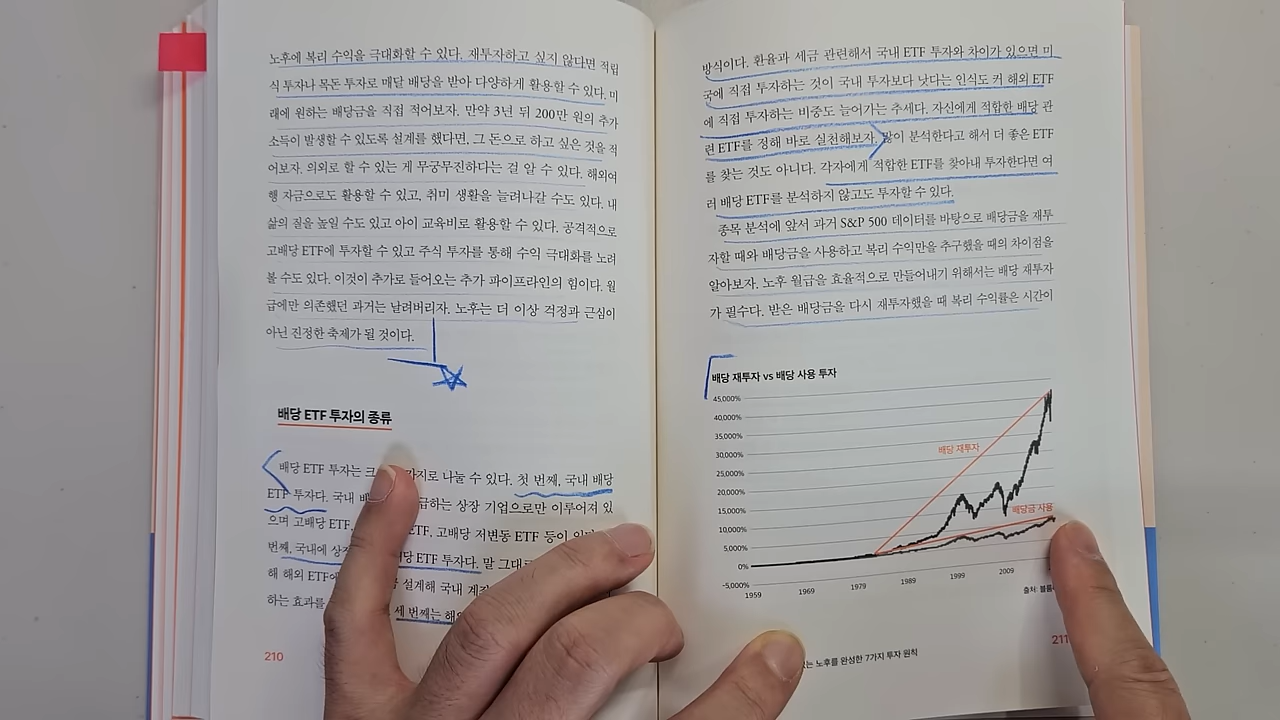 노후에 복리 수익을 극대화할 수 있다. 재투자하고 싶지 않다면 적립
식 투자나 목돈 투자로 매달 배당을 받아 다양하게 활용할 수 있다. 미
래에 원하는 배당금을 직접 적어보자. 만약 3년 뒤 200만 원의 추가
소득이 발생할 수 있도록 설계를 했다면, 그 돈으로 하고 싶은 것을 적
어보자. 의외로 할 수 있는 게 무궁무진하다는 걸 알 수 있다. 해외여
행 자금으로도 활용할 수 있고, 취미 생활을 늘려나갈 수도 있다. 내
삶의 질을 높일 수도 있고 아이 교육비로 활용할 수 있다. 공격적으로
고배당 ETF에 투자할 수 있고 주식 투자를 통해 수익 극대화를 노려
볼 수도 있다. 이것이 추가로 들어오는 추가 파이프라인의 힘이다. 월
급에만 의존했던 과거는 날려버리자. 노후는 더 이상 걱정과 근심이
아닌 진정한 축제가 될 것이다.
배당 ETF 투자의 종류
배당 ETF 투자는 크 가지로 나눌 수 있다. 첫 번째, 국내 배당
ETF 투자다. 국내 배 급하는 상장 기업으로만 이루어져 있
으며 고배당 ETF, ETF, 고배당 저변동 ETF 등이
번째, 국내에 상장 당 ETF 투자다. 말 그대로
해 해외 ETF에 설계해 국내 계좌
하는 효과를 세 번째는 해외
210
방식이다. 환율과 세금 관련해서 국내 ETF 투자와 차이가 있으면 미
국에 직접 투자하는 것이 국내 투자보다 낫다는 인식도 커 해외 ETF
에 직접 투자하는 비중도 늘어가는 추세다. 자신에게 적합한 배당 관
련 ETF를 정해 바로 실천해보자. 많이 분석한다고 해서 더 좋은 ETF
를 찾는 것도 아니다. 각자에게 적합한 ETF를 찾아내 투자한다면 여
러 배당 ETF를 분석하지 않고도 투자할 수 있다.
종목 분석에 앞서 과거 S&P 500 데이터를 바탕으로 배당금을 재투
자할 때와 배당금을 사용하고 복리 수익만을 추구했을 때의 차이점을
알아보자. 노후 월급을 효율적으로 만들어내기 위해서는 배당 재투자
가 필수다. 받은 배당금을 다시 재투자했을 때 복리 수익률은 시간이
배당 재투자 vs 배당 사용 투자
45,000%
40,000%
35,000%
30,000%
25,000%
20,000%
15,000%
10,000%
5,000%
0%
-5,000%
배당 재투자
배당금 사용
1959 1969 1979 1989 1999 2009
출처: 블룸
는 노후를 완성한 7가지 투자 원칙
211